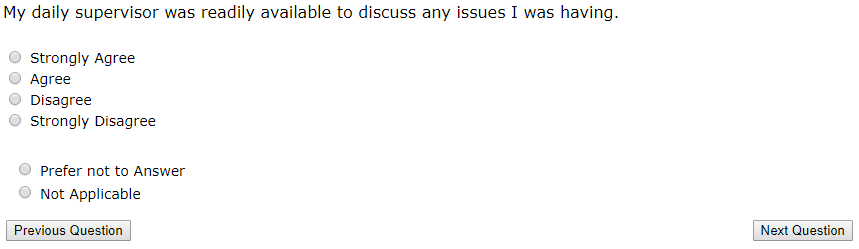 My daily supervisor was readily available to discuss any issues I was having.
Strongly Agree
Agree
Disagree
Strongly Disagree
Prefer not to Answer
Not Applicable
Previous Question
Next Question